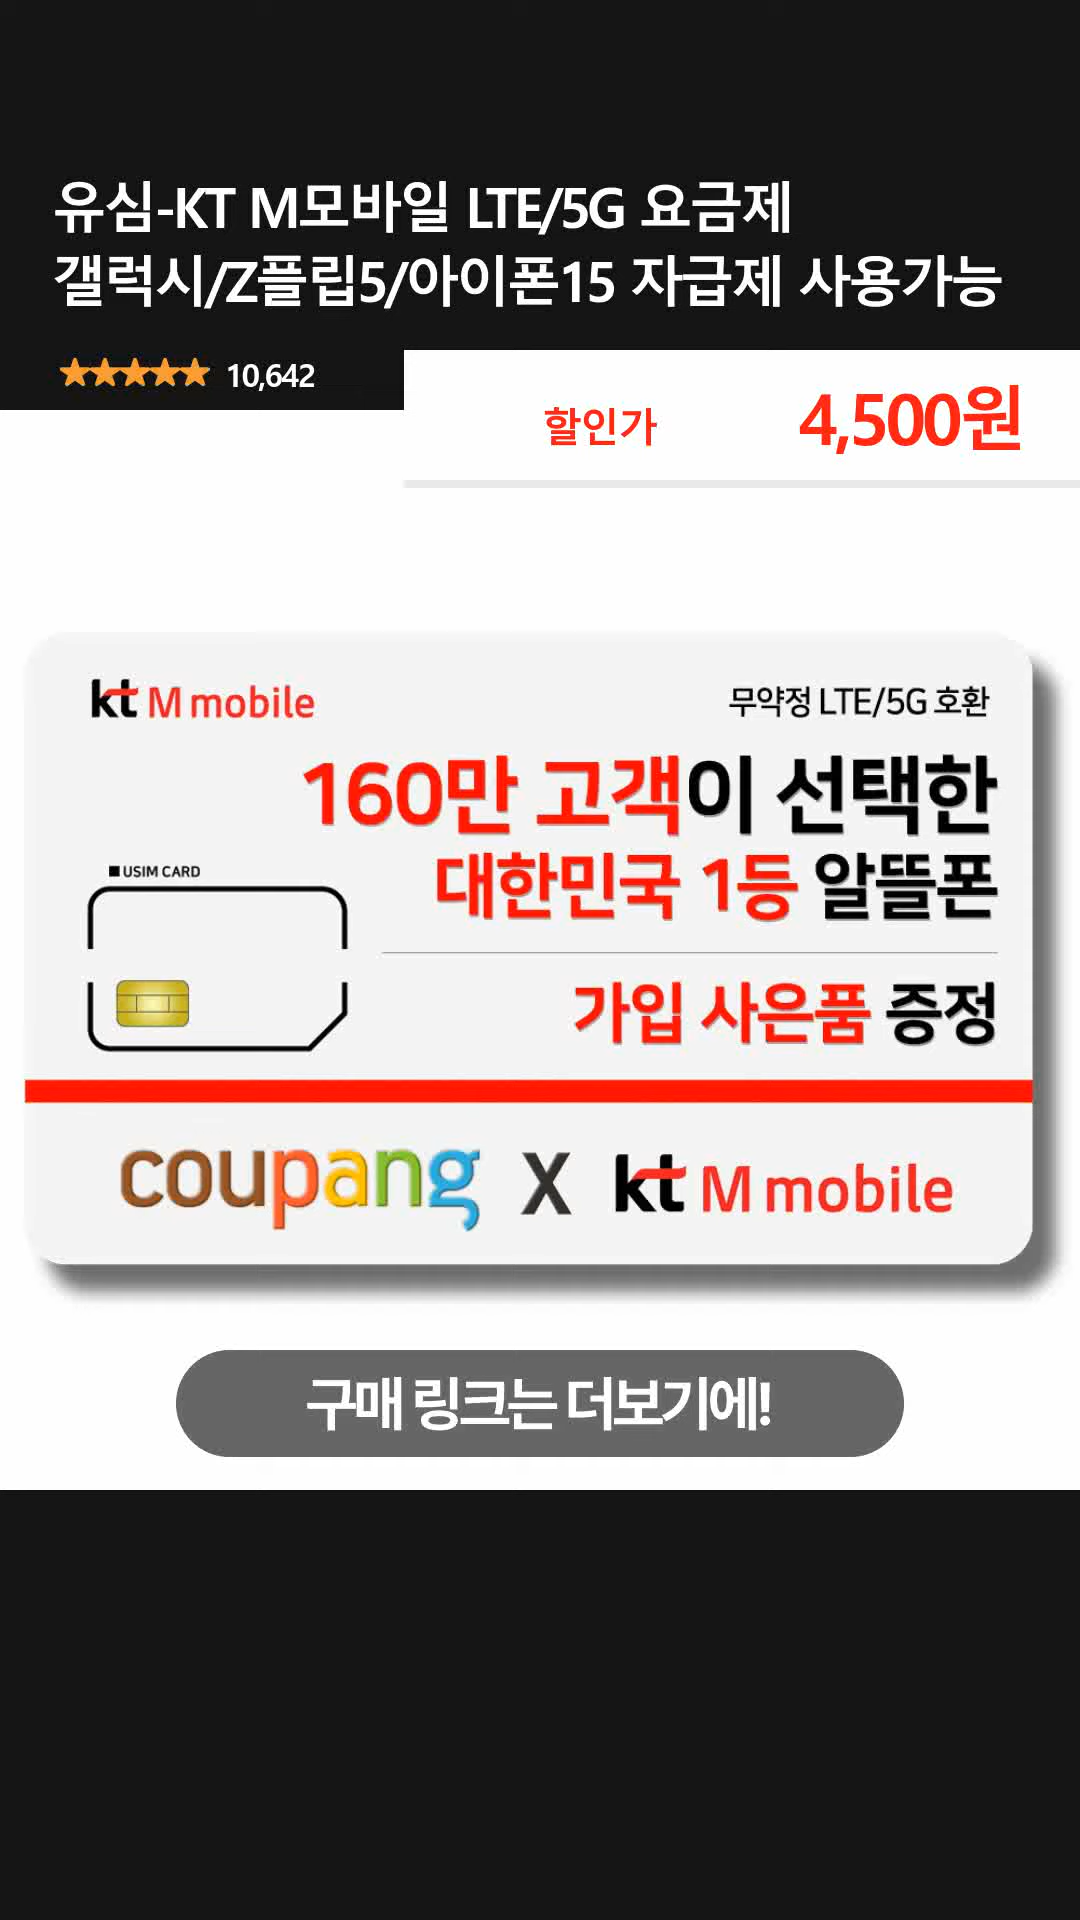 유심-KT M모바일 LTE/5G 요금제
갤럭시/Z플립5/아이폰15 자급제 사용가능
10,642
할인가 4,500원
kt M mobile
무약정 LTE/5G 호환
160만 고객이 선택한
대한민국 1등 알뜰폰
■USIM CARD
가입 사은품 증정
coupang X kt M mobile
구매 링크는 더보기에!